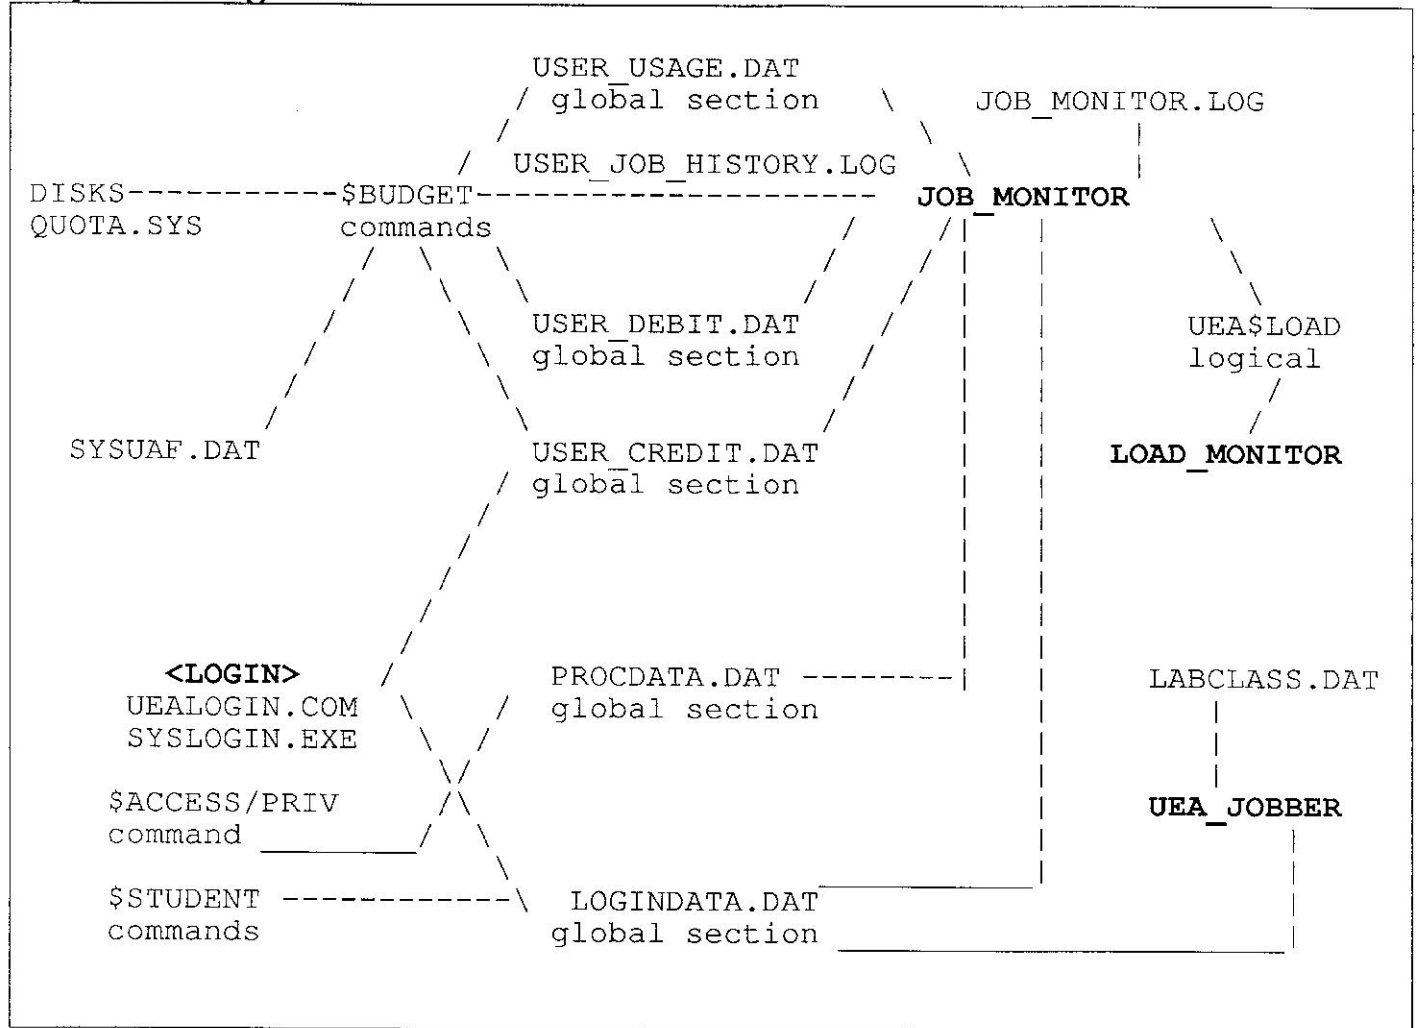 USER_USAGE.DAT
global section
JOB_MONITOR.LOG
USER_JOB_HISTORY.LOG
DISKS-----------$BUDGET--------------------- JOB_MONITOR
QUOTA.SYS
commands
USER_DEBIT.DAT
global section
UEA$LOAD
logical
SYSUAF.DAT
USER_CREDIT.DAT
global section
LOAD_MONITOR
<LOGIN>
UEALOGIN.COM
SYSLOGIN.EXE
PROCDATA.DAT
global section
LABCLASS.DAT
$ACCESS/PRIV
command
UEA_JOBBER
$STUDENT
commands
LOGINDATA.DAT
global section